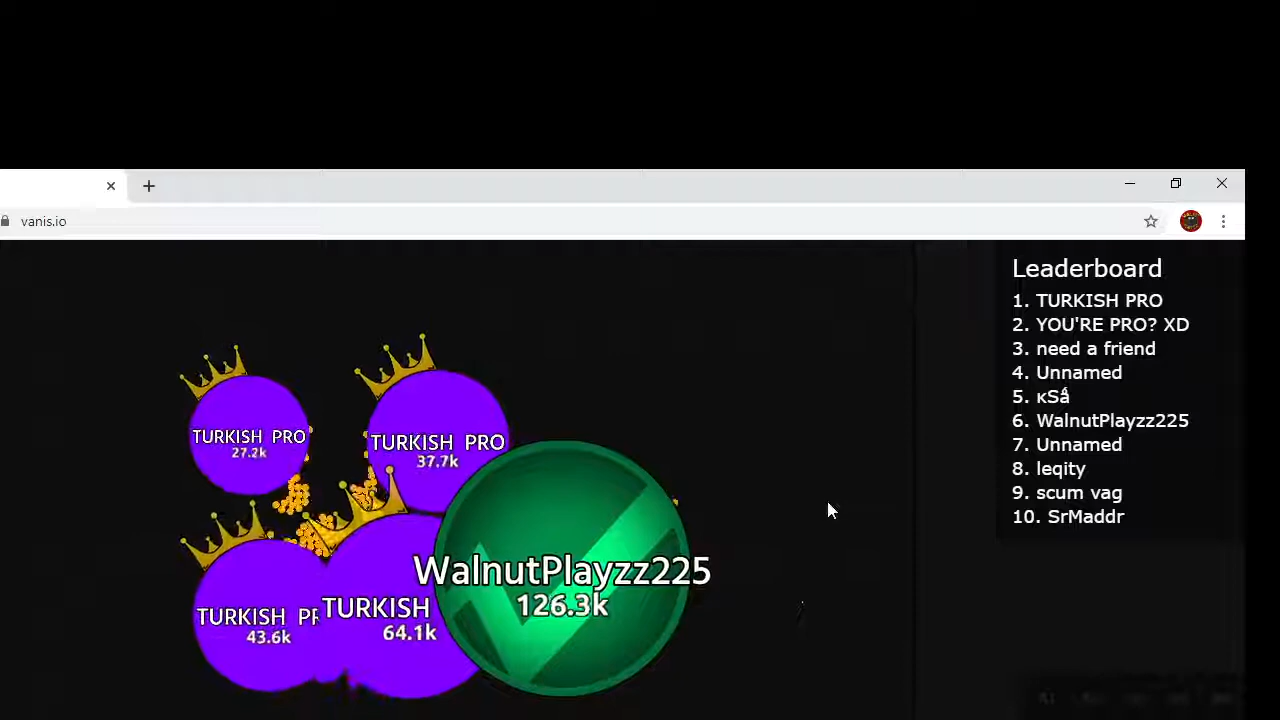 vanis.io
Leaderboard
1. TURKISH PRO
2. YOU'RE PRO? XD
3. need a friend
4. Unnamed
5. кSẩ
6. WalnutPlayzz225
7. Unnamed
8. leqity
9. scum vag
10. SrMaddr
TURKISH PRO
27.2k
TURKISH PRO
37.7k
WalnutPlayzz225
126.3k
TURKISH PR
43.6k
TURKISH
64.1k